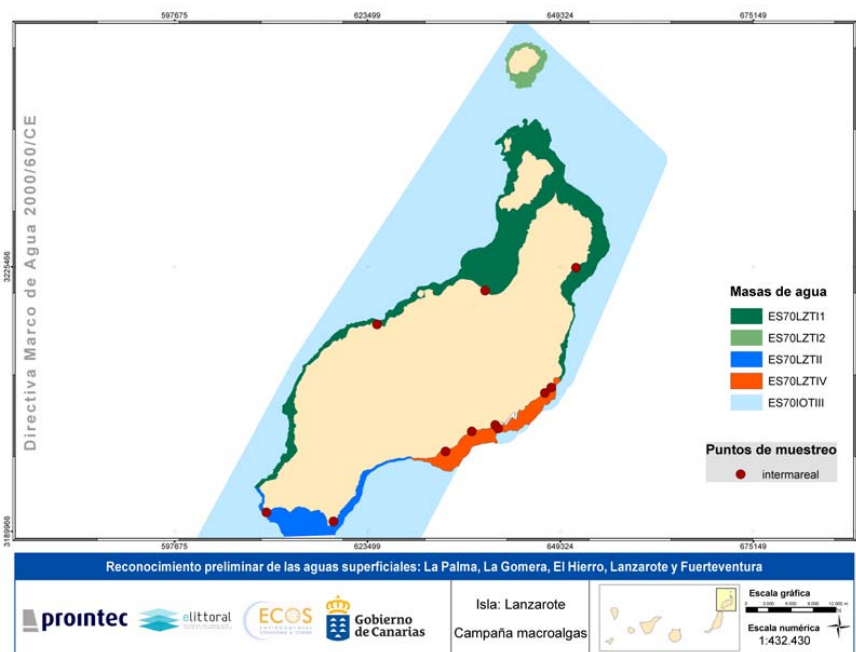 597675 623499 649324 675149
Directiva Marco de Agua 2000/60/CE
3225466
3189966
Masas de agua
ES70LZTI1
ES70LZTI2
ES70LZTII
ES70LZTIV
ES70IOTIII
Puntos de muestreo
intermareal
597675 623499 649324 675149
Reconocimiento preliminar de las aguas superficiales: La Palma, La Gomera, El Hierro, Lanzarote y Fuerteventura
prointec
elittoral
ECOS
Gobierno
de Canarias
Isla: Lanzarote
Campaña macroalgas
Escala gráfica
Escala numérica
1:432.430
N